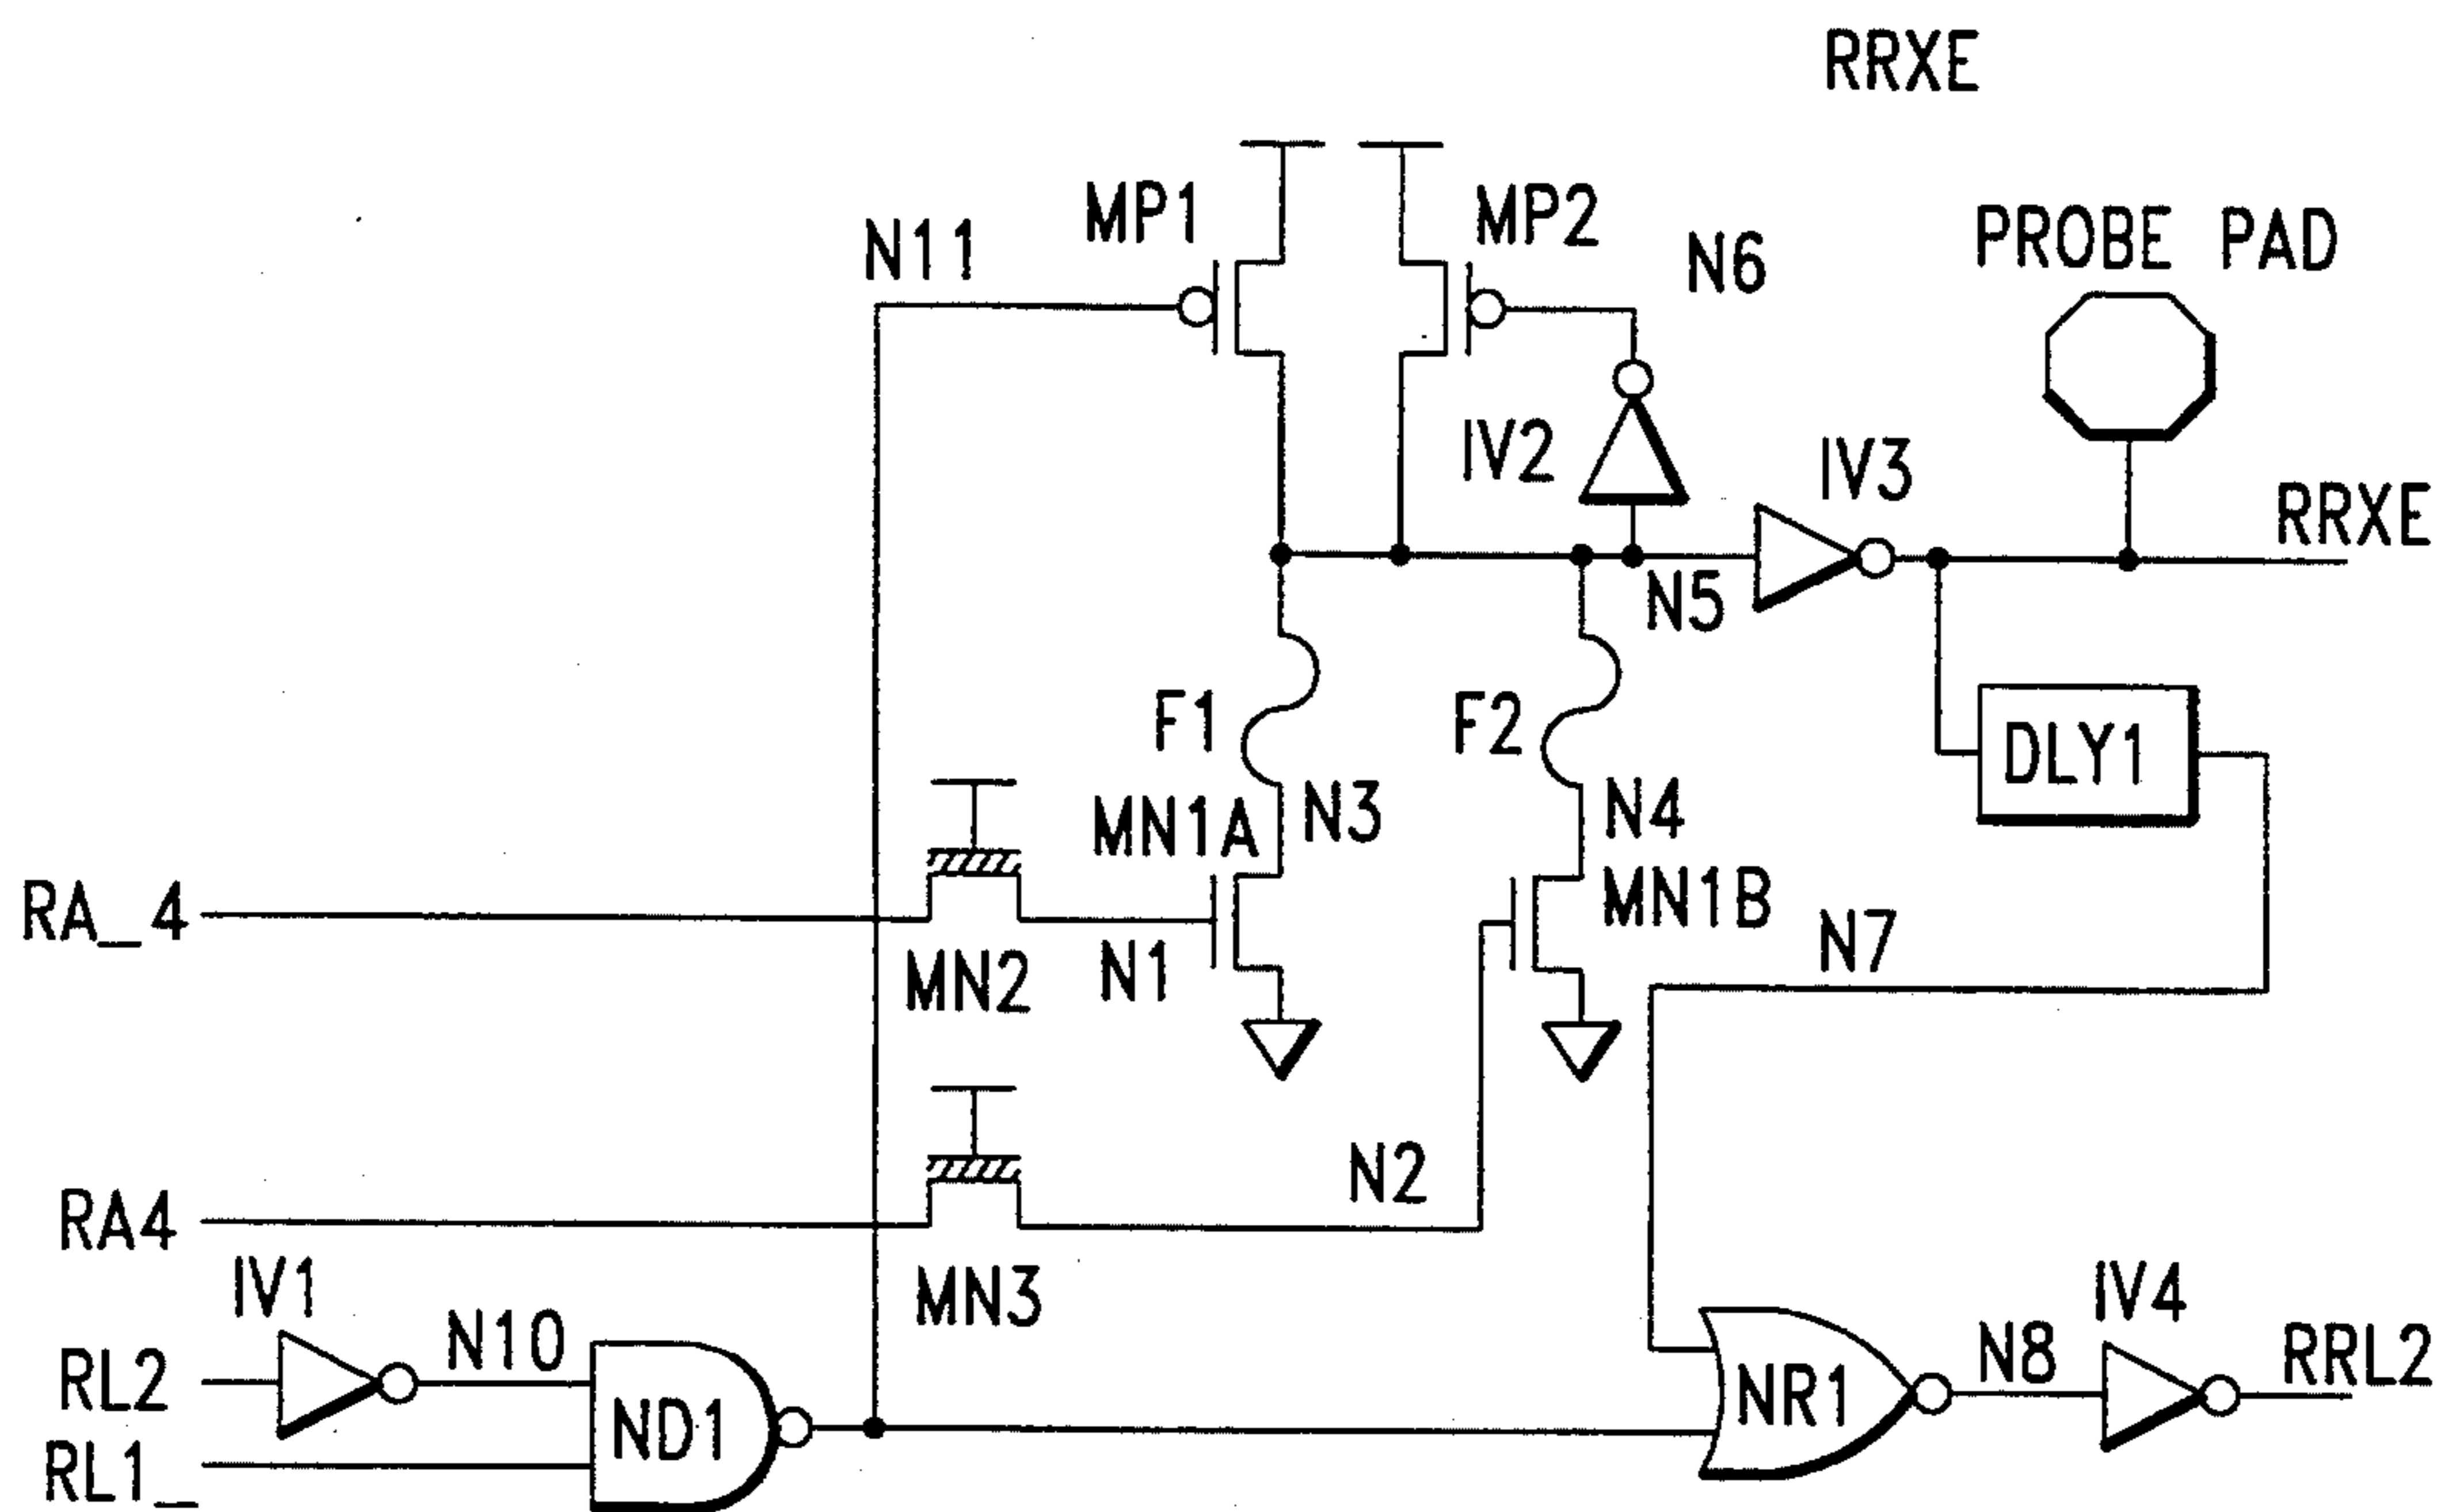 RRXE
MP1
MP2
N11
N6
PROBE PAD
IV2
IV3
RRXE
N5
F1
F2
DLY1
N3
N4
MN1A
MN1B
RA_4
N7
MN2
N1
N2
RA4
IV1
MN3
IV4
N10
N8
RL2
RRL2
NR1
ND1
RL1_